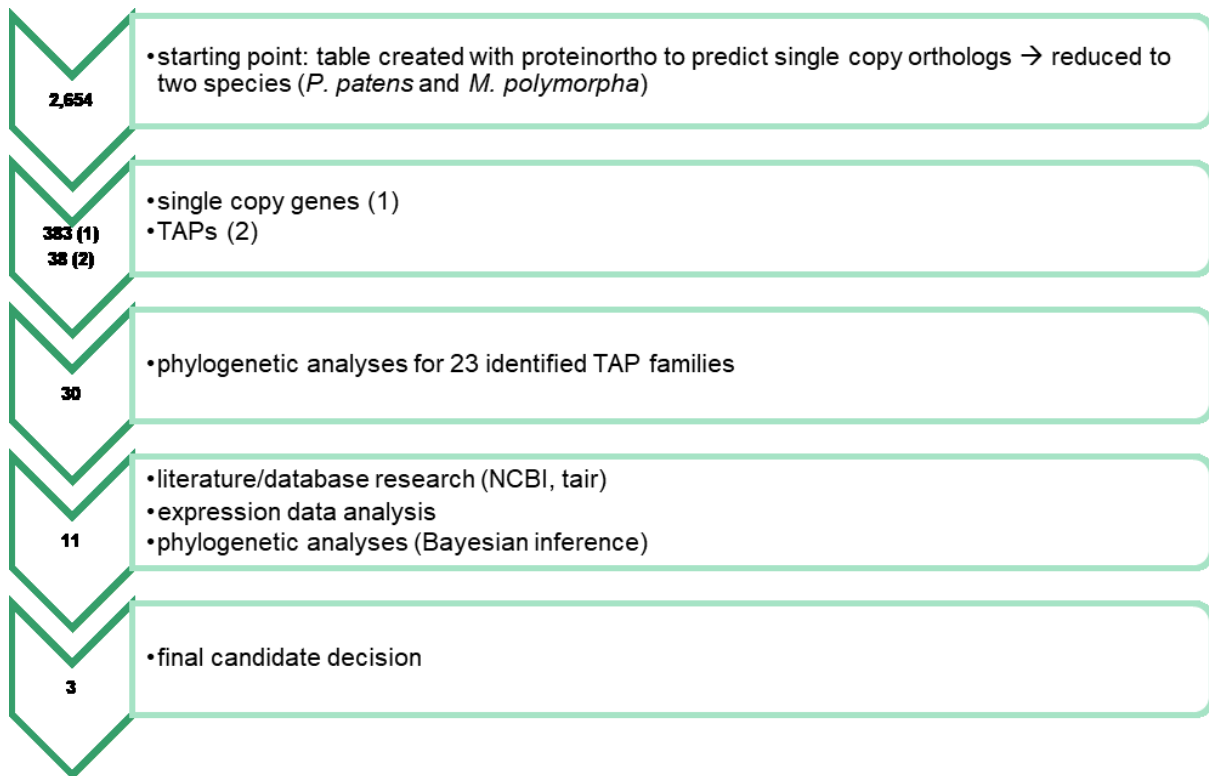 •starting point: table created with proteinortho to predict single copy orthologs → reduced to
two species (P. patens and M. polymorpha)
2,654
•single copy genes (1)
•TAPs (2)
383 (1)
38 (2)
•phylogenetic analyses for 23 identified TAP families
30
•literature/database research (NCBI, tair)
•expression data analysis
•phylogenetic analyses (Bayesian inference)
11
•final candidate decision
3